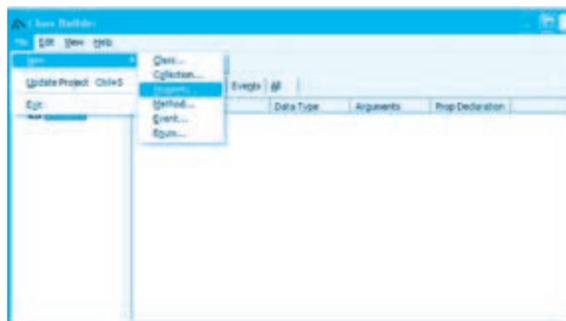 Class Builder
File Edit View Help
New
Update Project Ctrl+S
Exit
Class...
Collection...
Property...
Method...
Event...
Enum...
Events All
Data Type Arguments Prop Declaration